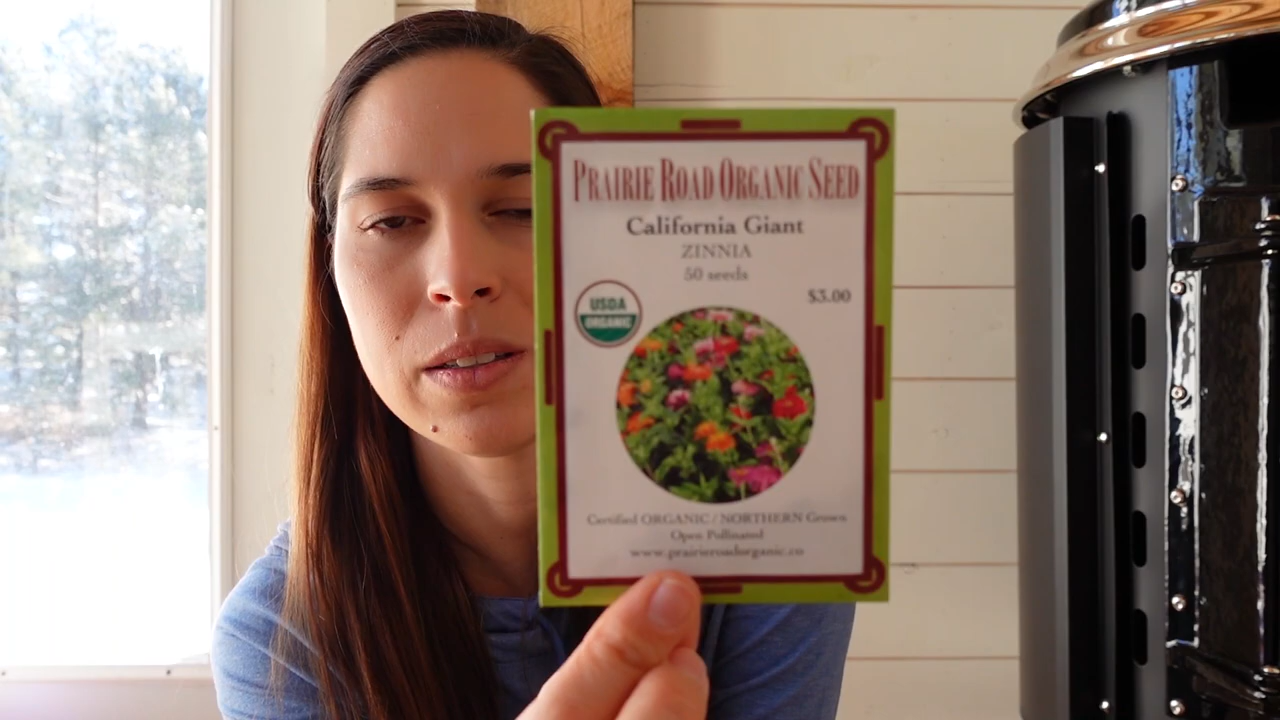 PRAIRIE ROAD ORGANIC SEED
California Giant
ZINNIA
50 seeds
$3.00
USDA
ORGANIC
Certified ORGANIC / NORTHERN Grown
Open Pollinated
www.prairieroadorganic.co